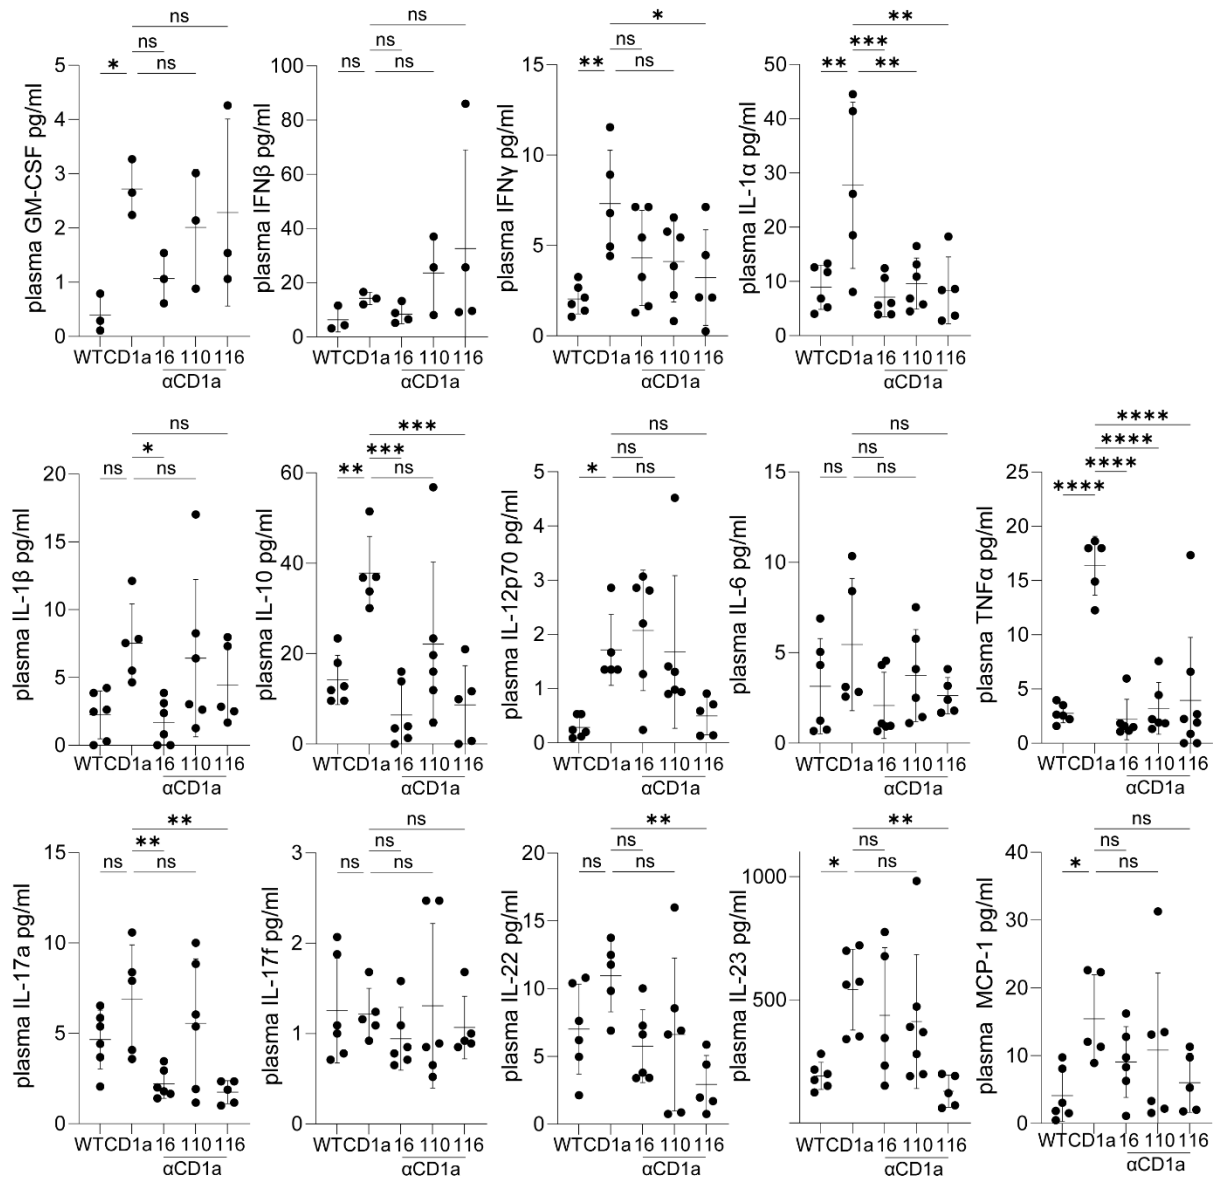 ns
ns
* ns
plasma GM-CSF pg/ml
5
4
3
2
1
0
WT CD1a 16 110 116
αCD1a
ns
ns
ns ns
plasma IFNβ pg/ml
100
80
60
40
20
0
WT CD1a 16 110 116
αCD1a
*
ns
** ns
plasma IFNγ pg/ml
15
10
5
0
WT CD1a 16 110 116
αCD1a
**
***
** **
plasma IL-1α pg/ml
50
40
30
20
10
0
WT CD1a 16 110 116
αCD1a
ns
*
ns ns
plasma IL-1β pg/ml
20
15
10
5
0
WT CD1a 16 110 116
αCD1a
***
***
** ns
plasma IL-10 pg/ml
60
40
20
0
WT CD1a 16 110 116
αCD1a
ns
ns
* ns
plasma IL-12p70 pg/ml
5
4
3
2
1
0
WT CD1a 16 110 116
αCD1a
ns
ns
ns ns
plasma IL-6 pg/ml
15
10
5
0
WT CD1a 16 110 116
αCD1a
****
****
****
****
plasma TNFα pg/ml
25
20
15
10
5
0
WT CD1a 16 110 116
αCD1a
**
**
ns ns
plasma IL-17a pg/ml
15
10
5
0
WT CD1a 16 110 116
αCD1a
ns
ns
ns ns
plasma IL-17f pg/ml
3
2
1
0
WT CD1a 16 110 116
αCD1a
**
ns
ns ns
plasma IL-22 pg/ml
20
15
10
5
0
WT CD1a 16 110 116
αCD1a
**
ns
* ns
plasma IL-23 pg/ml
1000
500
WT CD1a 16 110 116
αCD1a
ns
ns
* ns
plasma MCP-1 pg/ml
40
30
20
10
0
WT CD1a 16 110 116
αCD1a